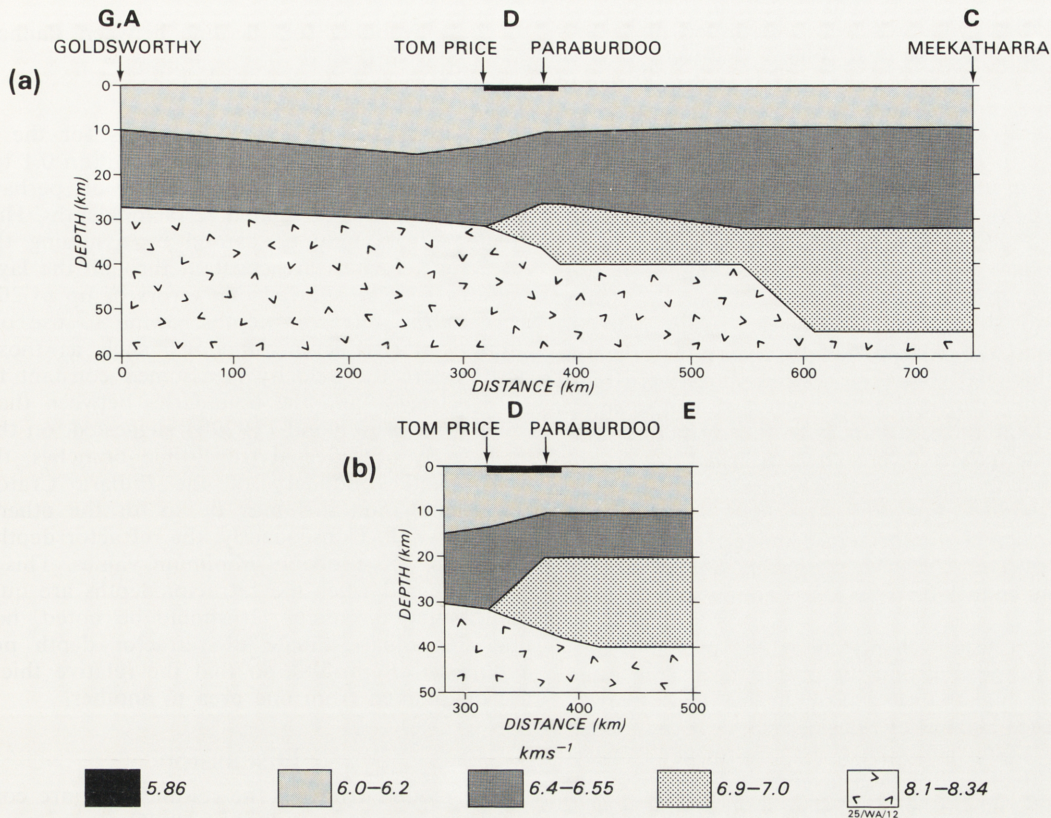 G,A D C
GOLDSWORTHY TOM PRICE PARABURDOO MEEKATHARRA
(a)
0
10
20
30
40
50
60
DEPTH (km)
0 100 200 300 400 500 600 700
DISTANCE (km)
D E
TOM PRICE PARABURDOO
(b)
0
10
20
30
40
50
DEPTH (km)
300 400 500
DISTANCE (km)
kms⁻¹
5.86 6.0–6.2 6.4–6.55 6.9–7.0 8.1–8.34
25/WA/12